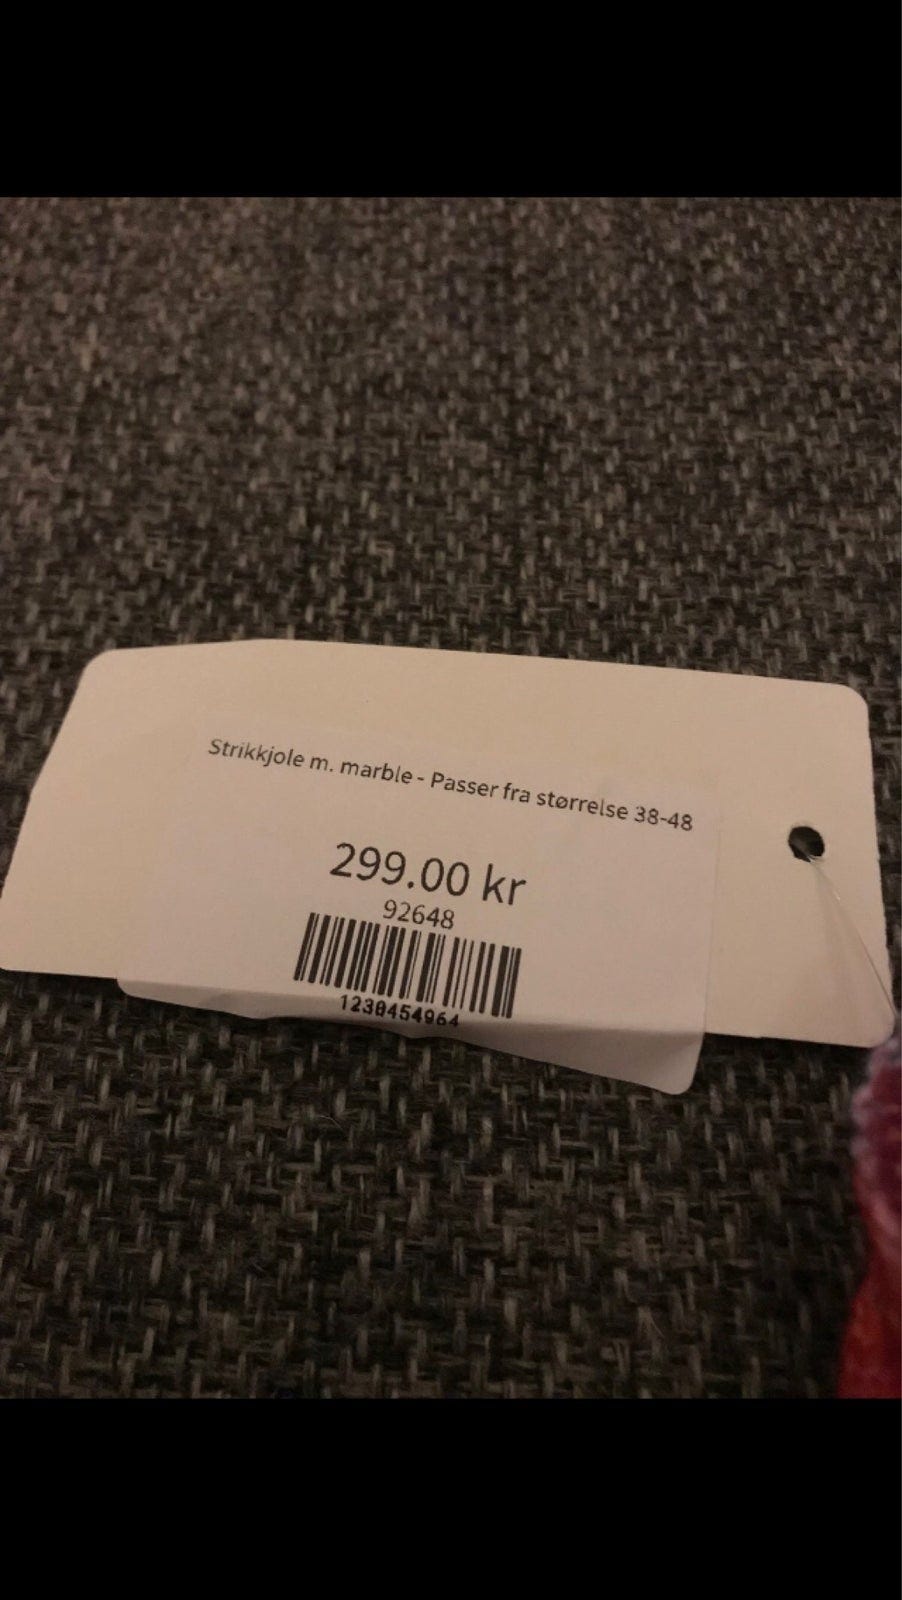 Strikkjole m. marble - Passer fra størrelse 38-48
299.00 kr
92648
1230454964